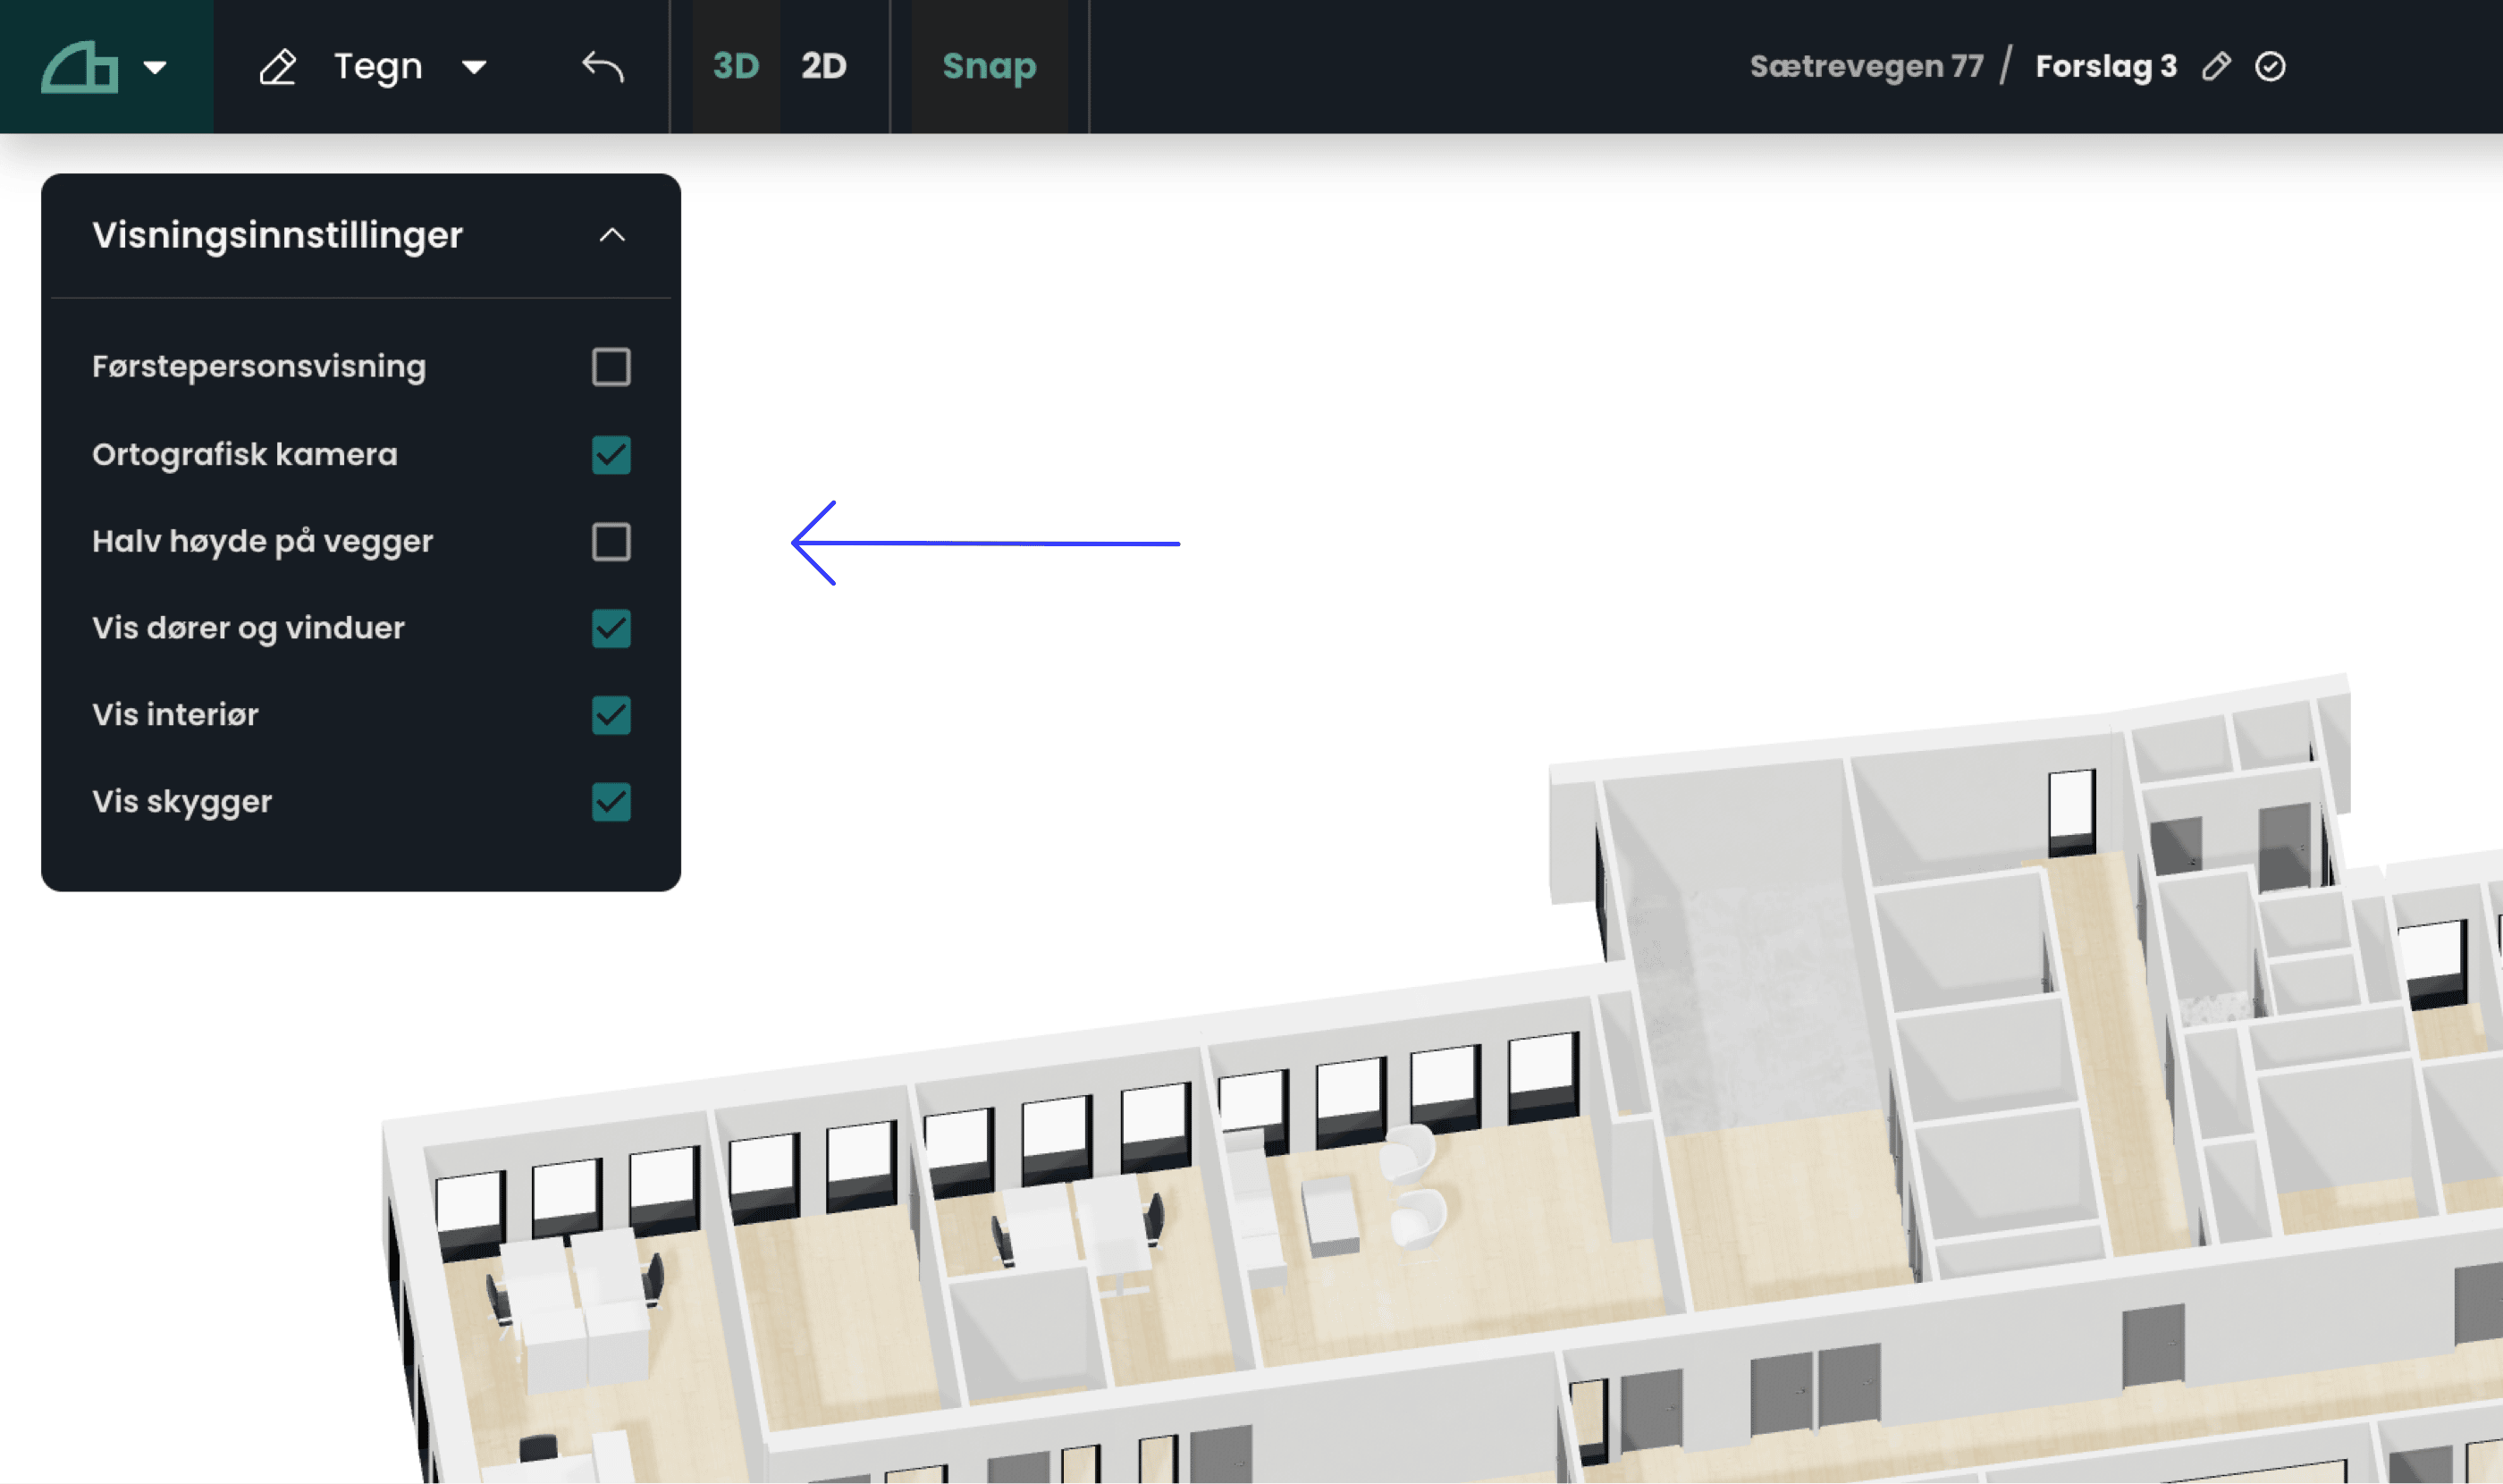 Tegn
3D 2D
Snap
Sætrevegen 77 / Forslag 3
Visningsinnstillinger
Førstepersonsvisning
Ortografisk kamera
Halv høyde på vegger
Vis dører og vinduer
Vis interiør
Vis skygger